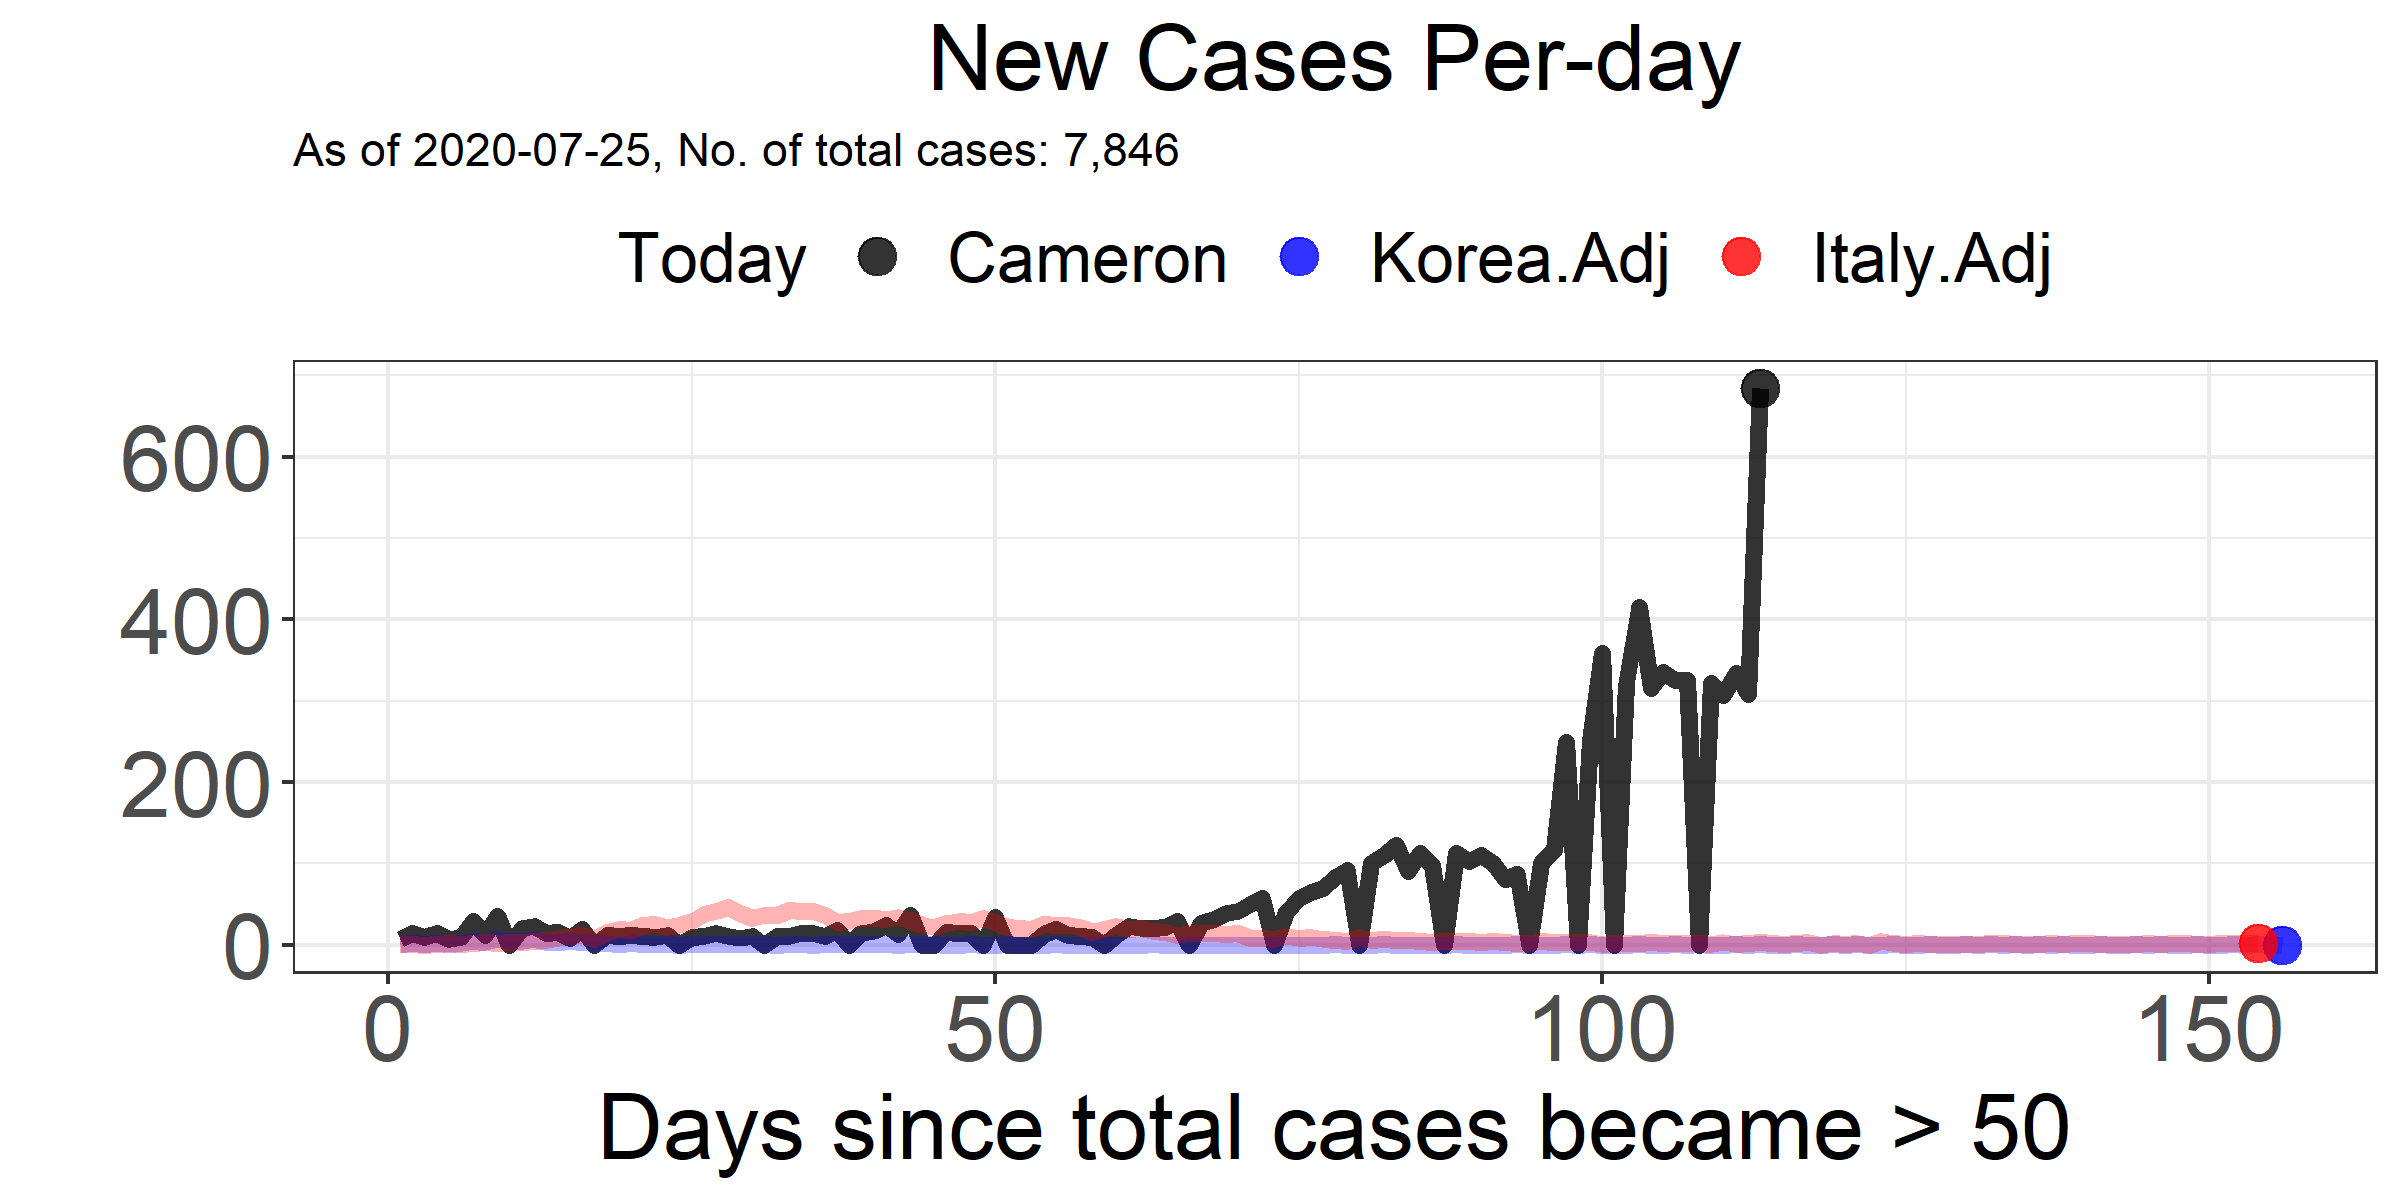 New Cases Per-day
As of 2020-07-25, No. of total cases: 7,846
Today Cameron Korea.Adj Italy.Adj
600
400
200
0
0 50 100 150
Days since total cases became > 50